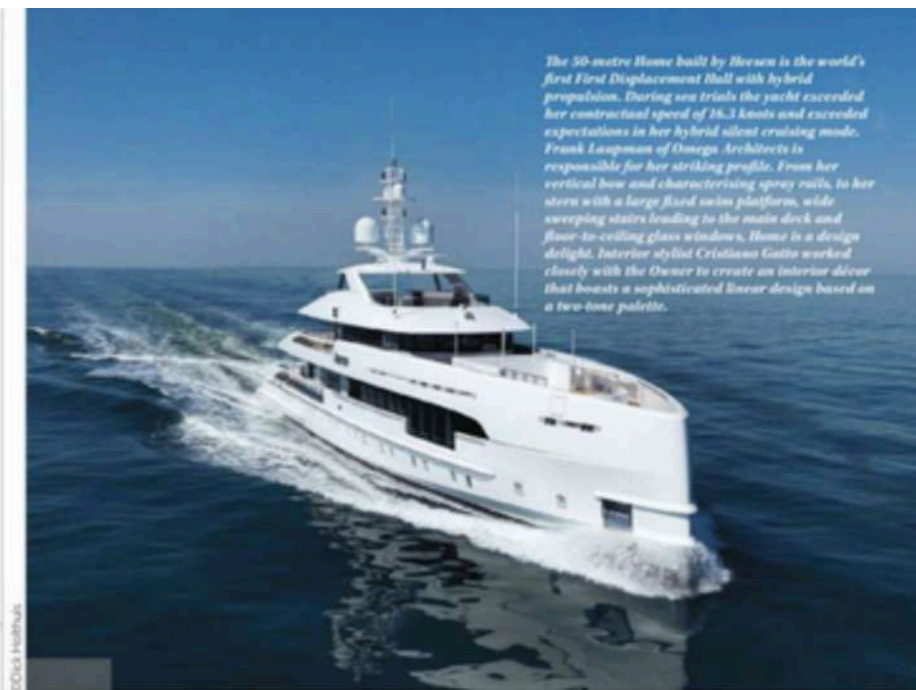 The 50-metre Home built by Heesen is the world's
first First Displacement Hull with hybrid
propulsion. During sea trials the yacht exceeded
her contractual speed of 16.3 knots and exceeded
expectations in her hybrid silent cruising mode.
Frank Laupman of Omega Architects is
responsible for her striking profile. From her
vertical bow and characterising spray rails, to her
stern with a large fixed swim platform, wide
sweeping stairs leading to the main deck and
floor-to-ceiling glass windows, Home is a design
delight. Interior stylist Cristiano Gatto worked
closely with the Owner to create an interior décor
that boasts a sophisticated linear design based on
a two-tone palette.
©Dick Holthuis